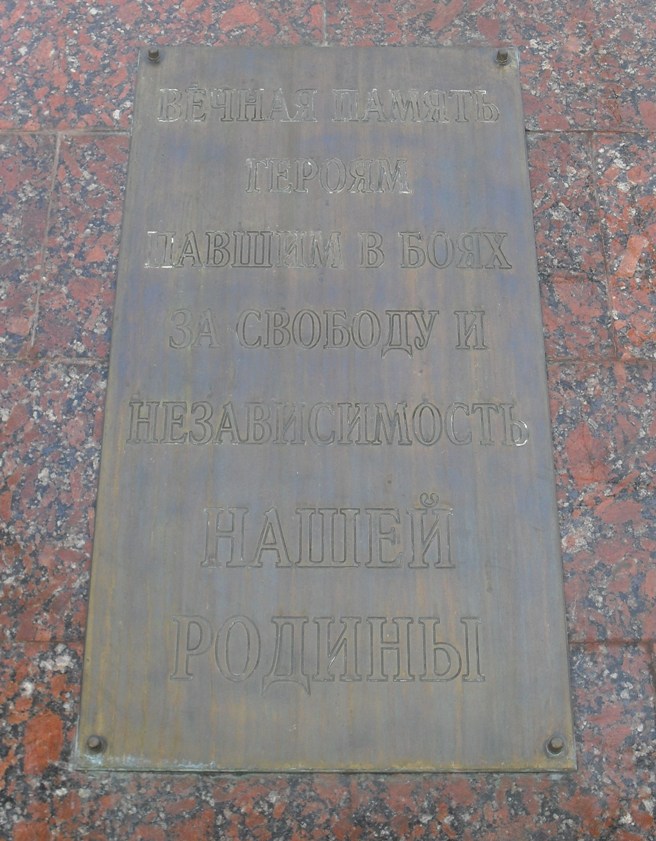 ВЕЧНАЯ ПАМЯТЬ
ГЕРОЯМ
ПАВШИМ В БОЯХ
ЗА СВОБОДУ И
НЕЗАВИСИМОСТЬ
НАШЕЙ
РОДИНЫ